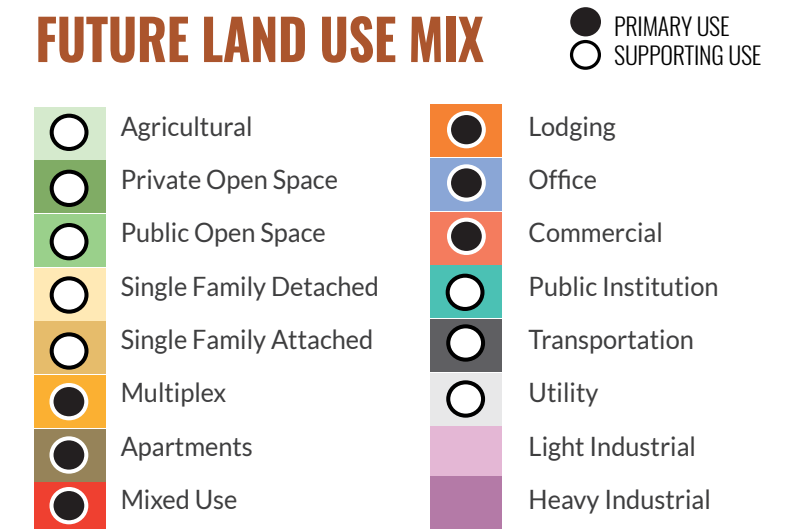 FUTURE LAND USE MIX
PRIMARY USE
SUPPORTING USE
Agricultural
Private Open Space
Public Open Space
Single Family Detached
Single Family Attached
Multiplex
Apartments
Mixed Use
Lodging
Office
Commercial
Public Institution
Transportation
Utility
Light Industrial
Heavy Industrial